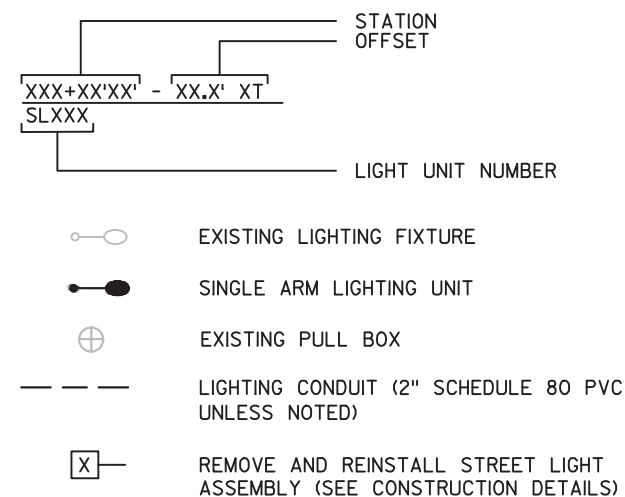 STATION
OFFSET
XXX+XX'XX' - XX.X' XT
SLXXX
LIGHT UNIT NUMBER
EXISTING LIGHTING FIXTURE
SINGLE ARM LIGHTING UNIT
EXISTING PULL BOX
LIGHTING CONDUIT (2" SCHEDULE 80 PVC
UNLESS NOTED)
X
REMOVE AND REINSTALL STREET LIGHT
ASSEMBLY (SEE CONSTRUCTION DETAILS)